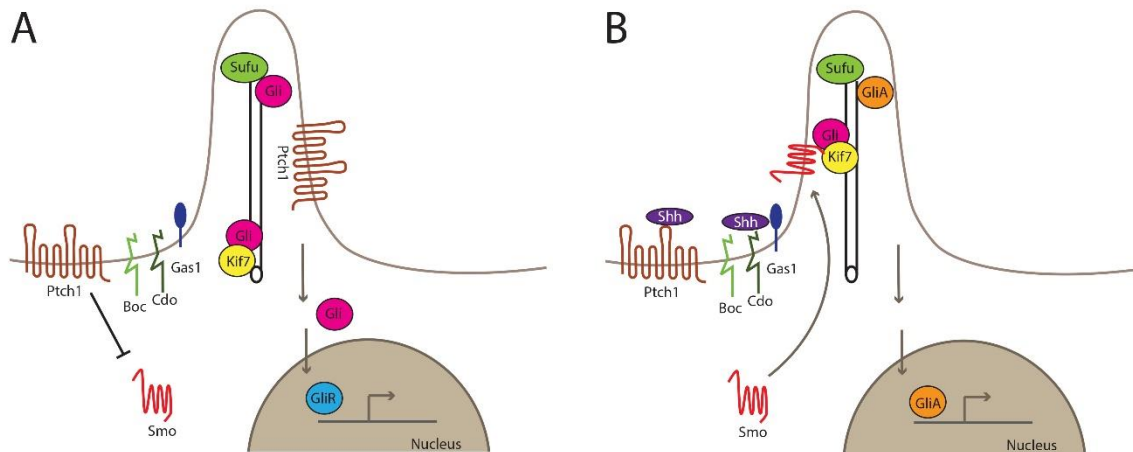 A
Sufu
Gli
Ptch1
Gli
Kif7
Gas1
Ptch1
Boc
Cdo
Gli
Smo
GliR
Nucleus
B
Sufu
GliA
Gli
Kif7
Shh
Shh
Gas1
Ptch1
Boc
Cdo
Smo
GliA
Nucleus